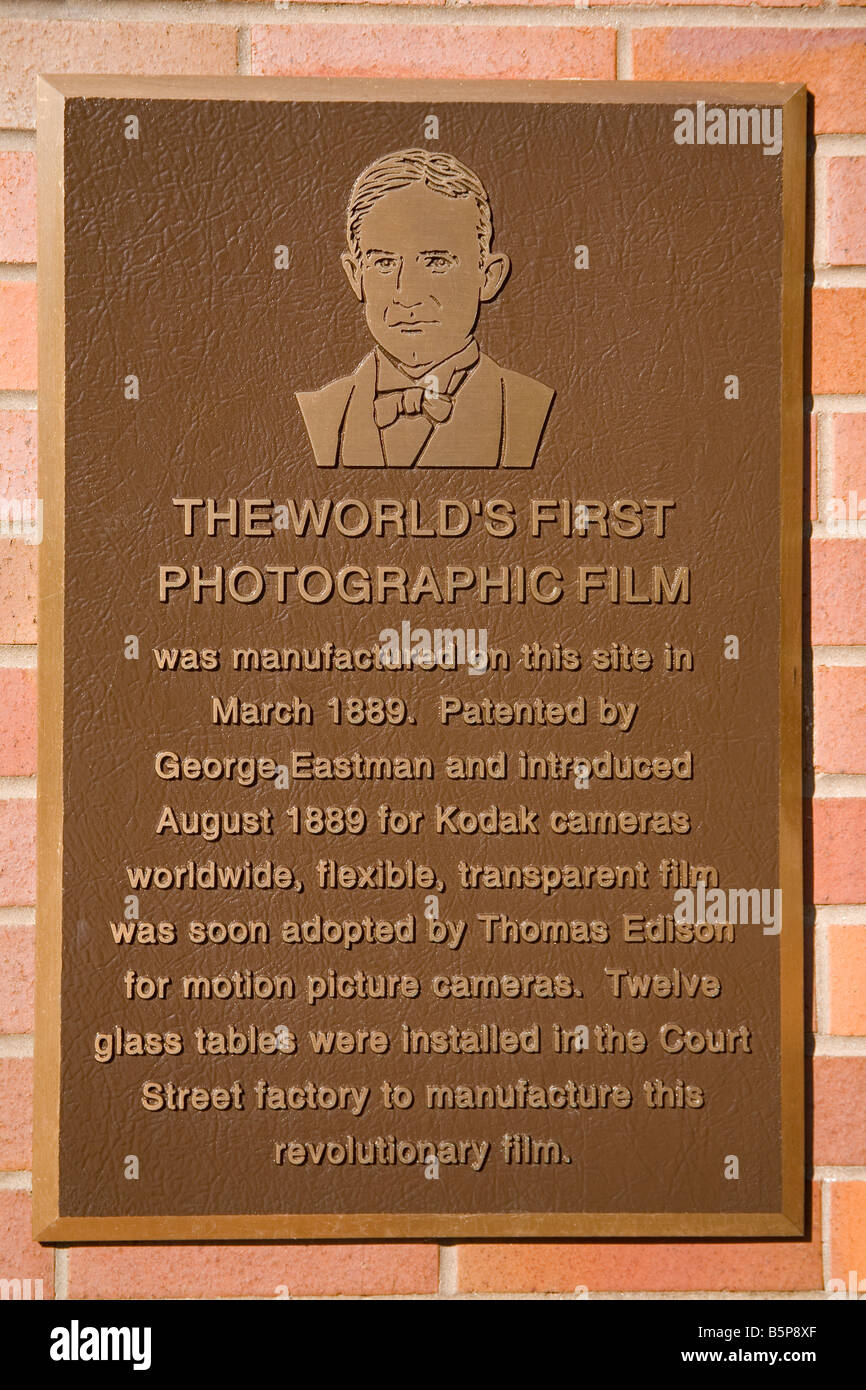 THE WORLD'S FIRST
PHOTOGRAPHIC FILM
was manufactured on this site in
March 1889. Patented by
George Eastman and introduced
August 1889 for Kodak cameras
worldwide, flexible, transparent film
was soon adopted by Thomas Edison
for motion picture cameras. Twelve
glass tables were installed in the Court
Street factory to manufacture this
revolutionary film.
alamy
alamy
alamy
a
a
a
a
alamy
Image ID: B5P8XF
www.alamy.com